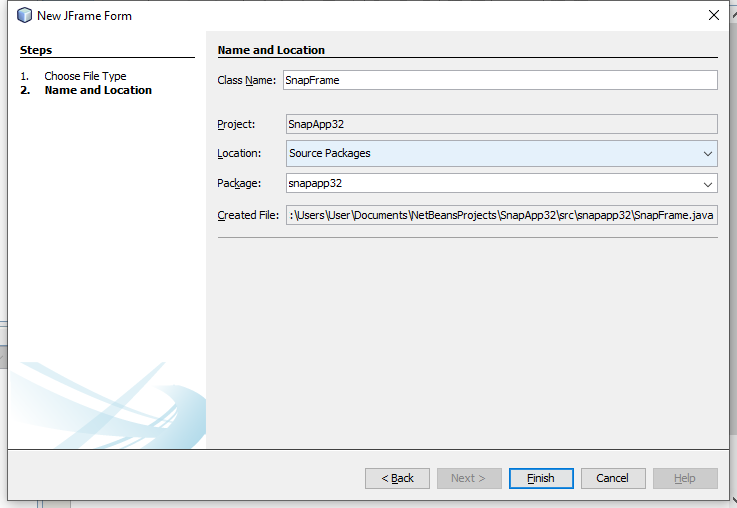 New JFrame Form
Steps
1. Choose File Type
2. Name and Location
Name and Location
Class Name: SnapFrame
Project: SnapApp32
Location: Source Packages
Package: snapapp32
Created File: :\Users\User\Documents\NetBeansProjects\SnapApp32\src\snapapp32\SnapFrame.java
< Back Next > Finish Cancel Help